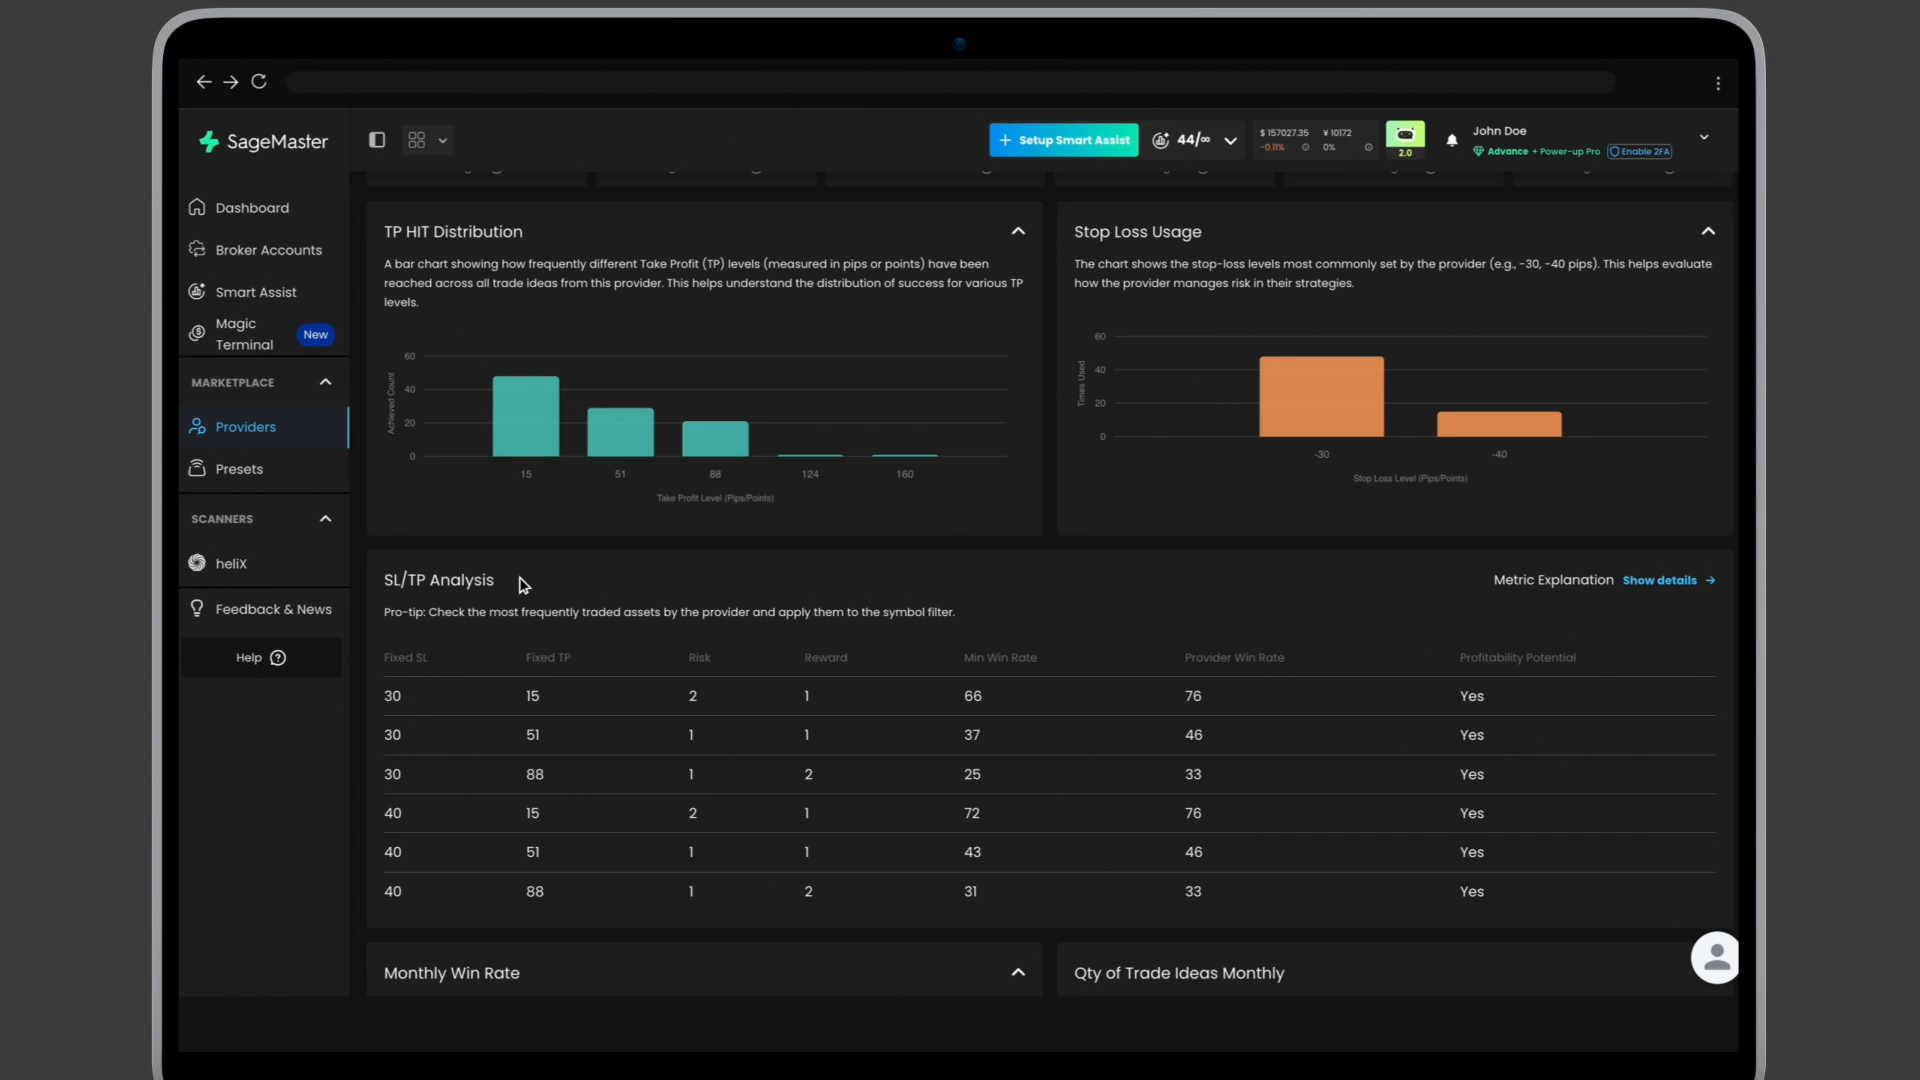 SageMaster
Setup Smart Assist
44/∞
$ 157027.35
-0.11%
¥ 10172
0%
2.0
John Doe
Advance + Power-up Pro
Enable 2FA
Dashboard
Broker Accounts
Smart Assist
Magic
Terminal
New
MARKETPLACE
Providers
Presets
SCANNERS
heliX
Feedback & News
Help
TP HIT Distribution
A bar chart showing how frequently different Take Profit (TP) levels (measured in pips or points) have been
reached across all trade ideas from this provider. This helps understand the distribution of success for various TP
levels.
Achieved Count
60
40
20
0
15 51 88 124 160
Take Profit Level (Pips/Points)
Stop Loss Usage
The chart shows the stop-loss levels most commonly set by the provider (e.g., -30, -40 pips). This helps evaluate
how the provider manages risk in their strategies.
Times Used
60
40
20
0
-30 -40
Stop Loss Level (Pips/Points)
SL/TP Analysis
Metric Explanation Show details
Pro-tip: Check the most frequently traded assets by the provider and apply them to the symbol filter.
Fixed SL Fixed TP Risk Reward Min Win Rate Provider Win Rate Profitability Potential
30 15 2 1 66 76 Yes
30 51 1 1 37 46 Yes
30 88 1 2 25 33 Yes
40 15 2 1 72 76 Yes
40 51 1 1 43 46 Yes
40 88 1 2 31 33 Yes
Monthly Win Rate
Qty of Trade Ideas Monthly